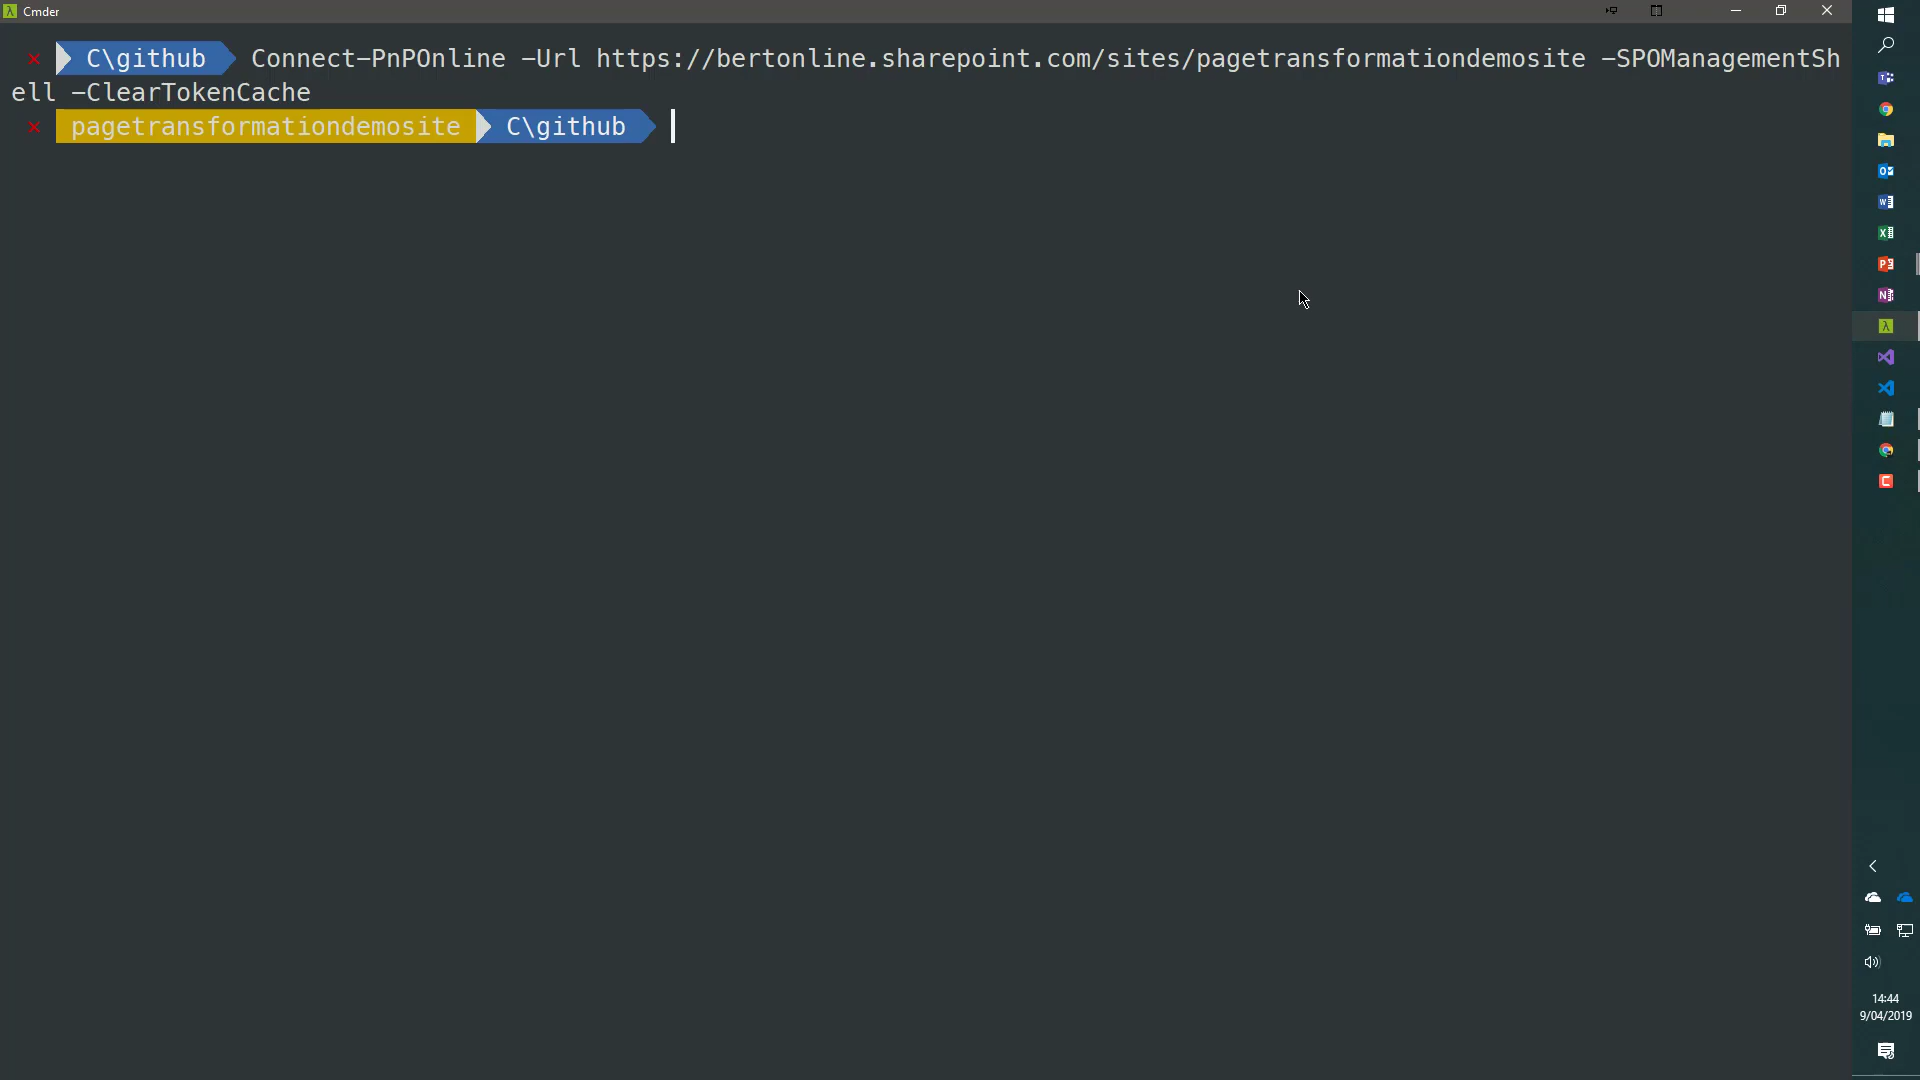 Cmder
C\github Connect-PnPOnline -Url https://bertonline.sharepoint.com/sites/pagetransformationdemosite -SPOManagementSh
ell -ClearTokenCache
pagetransformationdemosite C\github
14:44
9/04/2019